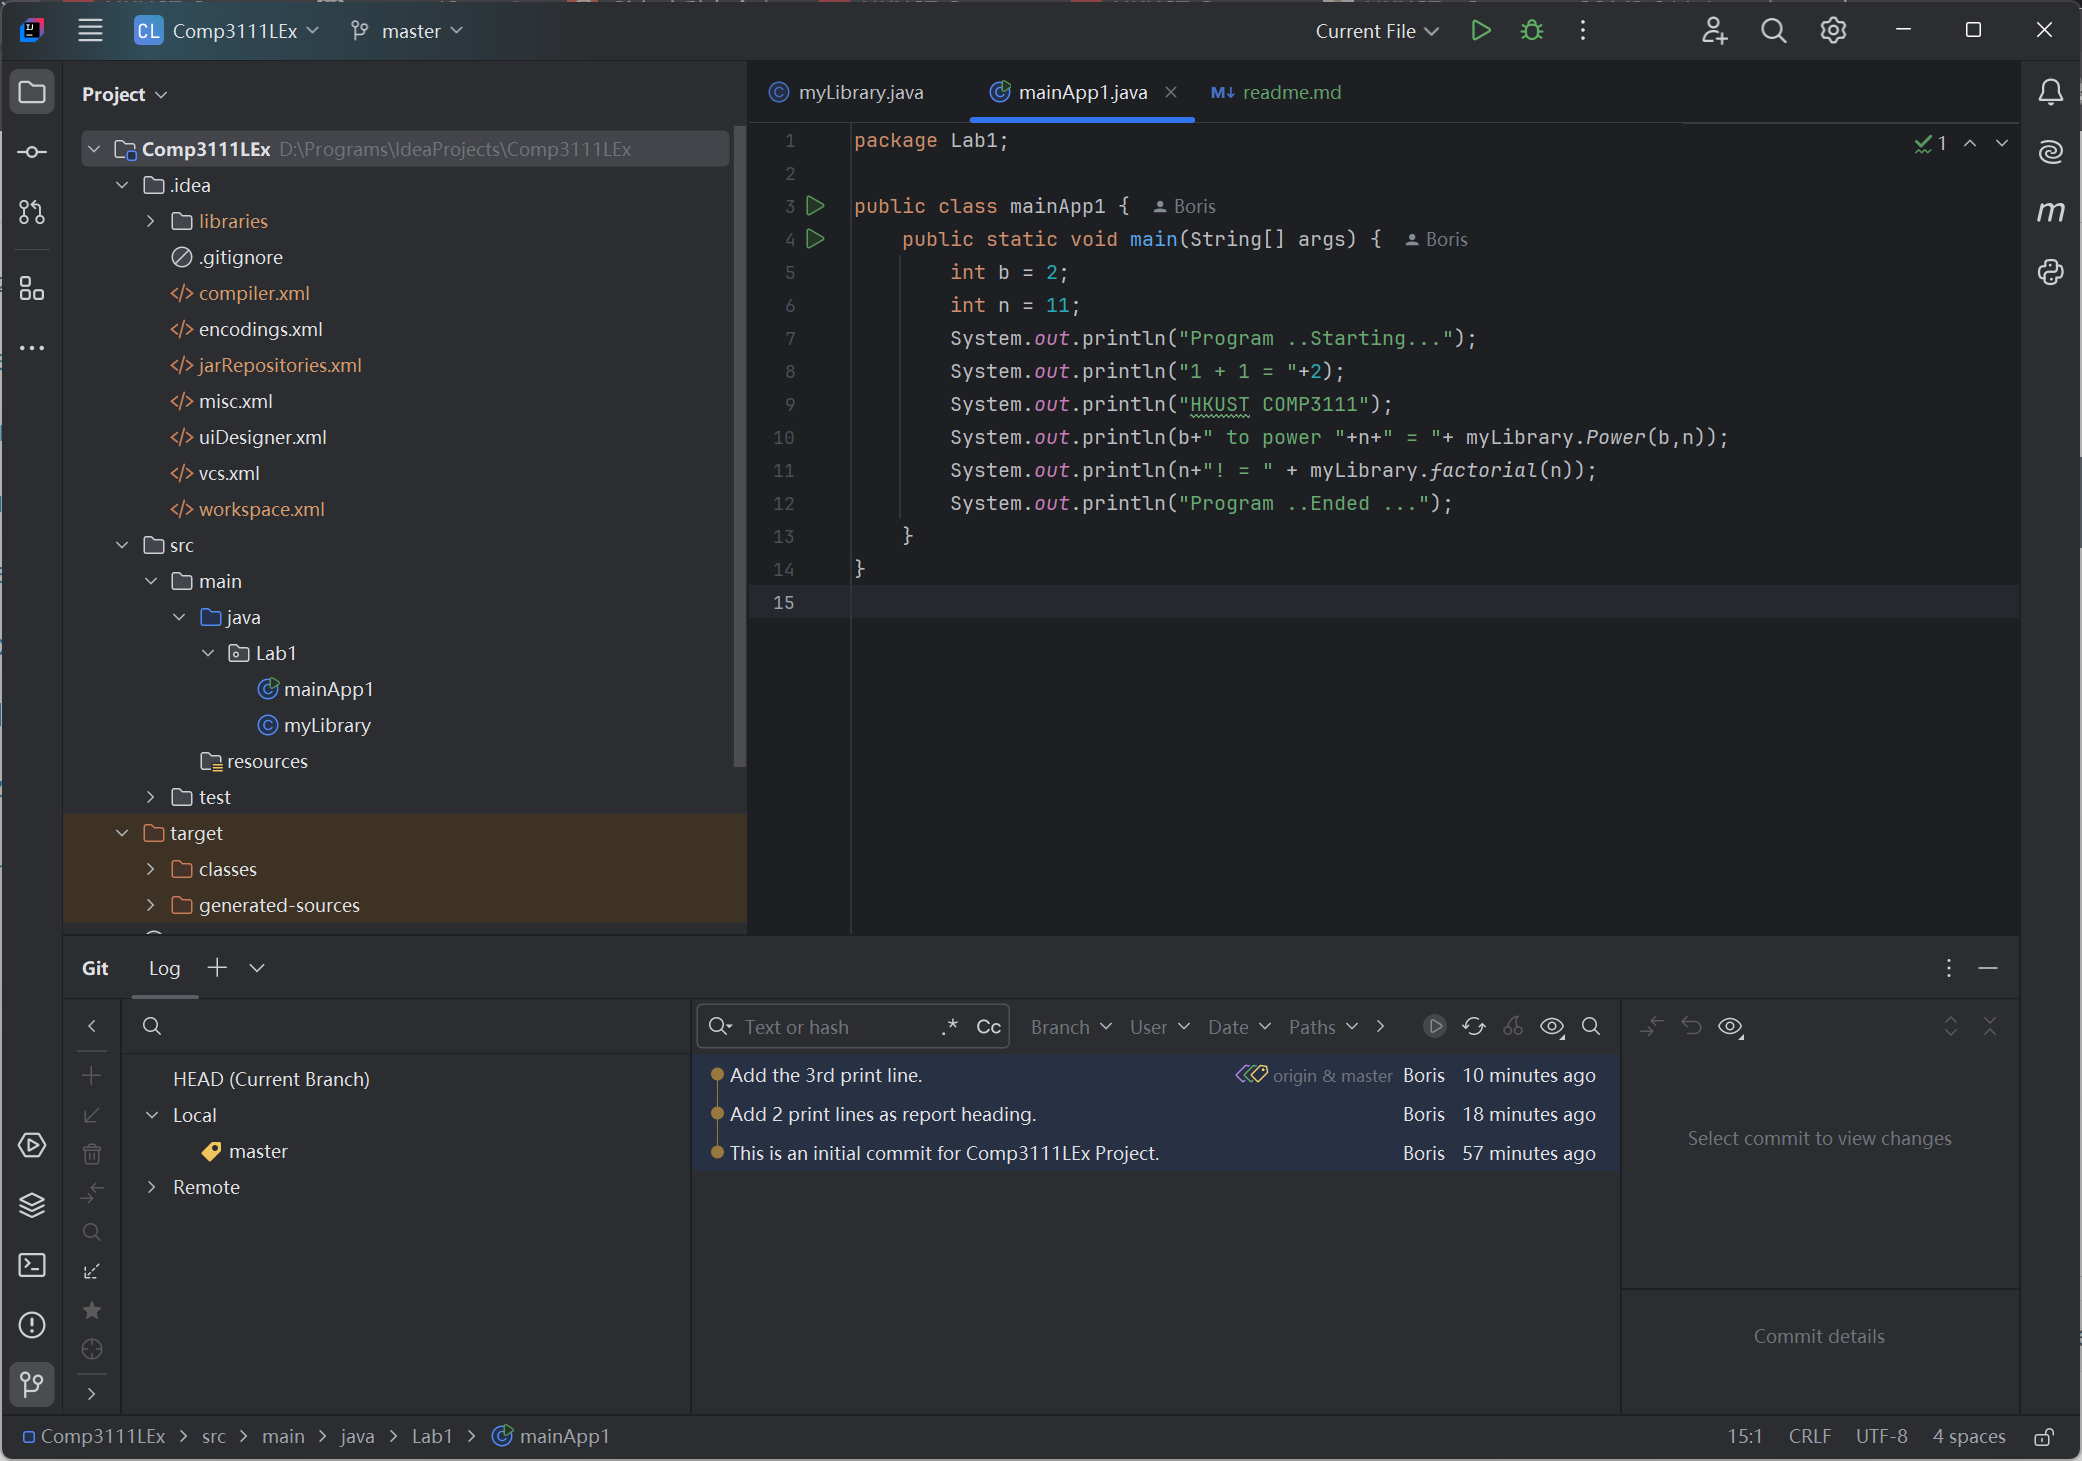 CL Comp3111LEx master Current File
Project
Comp3111LEx D:\Programs\IdeaProjects\Comp3111LEx
.idea
libraries
.gitignore
compiler.xml
encodings.xml
jarRepositories.xml
misc.xml
uiDesigner.xml
vcs.xml
workspace.xml
src
main
java
Lab1
mainApp1
myLibrary
resources
test
target
classes
generated-sources
myLibrary.java mainApp1.java M↓ readme.md
1 package Lab1;
2
3 public class mainApp1 { Boris
4 public static void main(String[] args) { Boris
5 int b = 2;
6 int n = 11;
7 System.out.println("Program ..Starting...");
8 System.out.println("1 + 1 = "+2);
9 System.out.println("HKUST COMP3111");
10 System.out.println(b+" to power "+n+" = "+ myLibrary.Power(b,n));
11 System.out.println(n+"! = " + myLibrary.factorial(n));
12 System.out.println("Program ..Ended ...");
13 }
14 }
15
1
m
Git Log
HEAD (Current Branch)
Local
master
Remote
Text or hash .* Cc Branch User Date Paths
Add the 3rd print line. origin & master Boris 10 minutes ago
Add 2 print lines as report heading. Boris 18 minutes ago
This is an initial commit for Comp3111LEx Project. Boris 57 minutes ago
Select commit to view changes
Commit details
Comp3111LEx > src > main > java > Lab1 > mainApp1 15:1 CRLF UTF-8 4 spaces